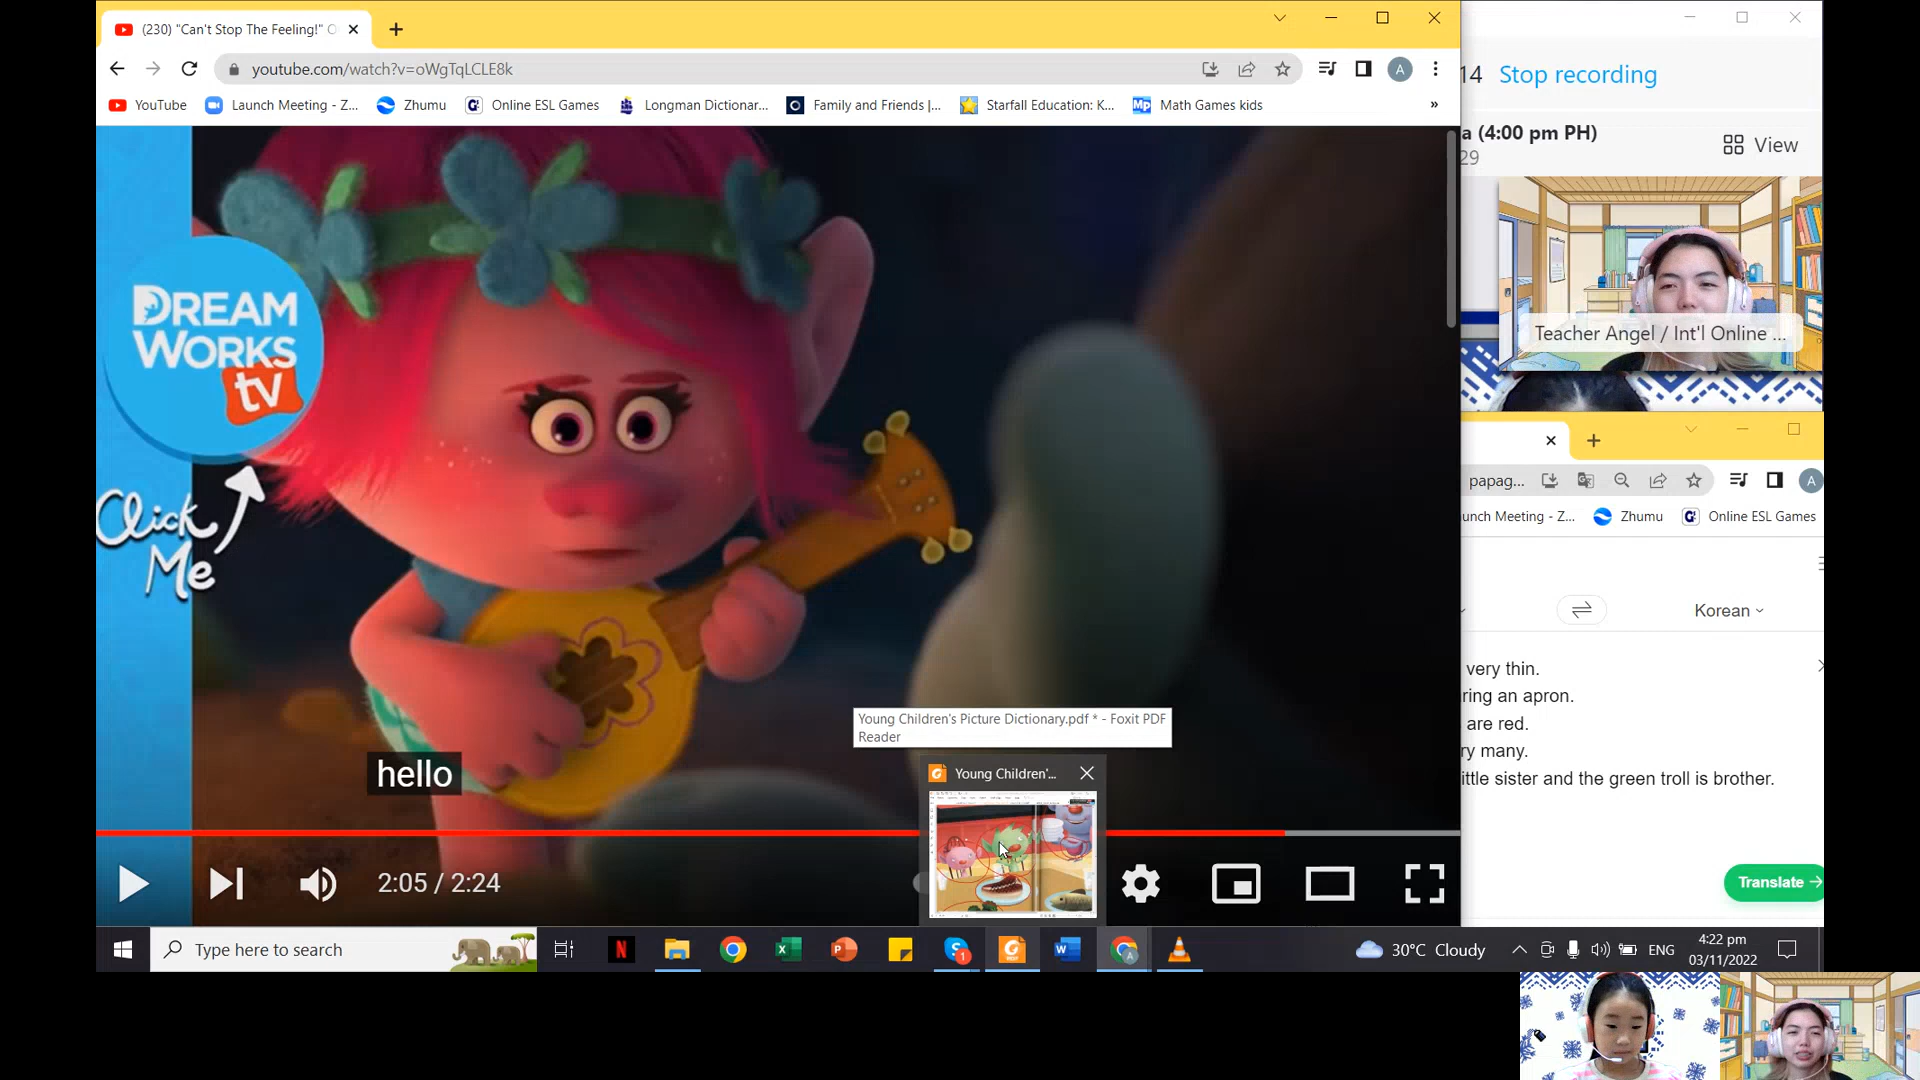 (230) "Can't Stop The Feeling!" O
youtube.com/watch?v=oWgTqLCLE8k
A
YouTube
Launch Meeting - Z...
Zhumu
Online ESL Games
Longman Dictionar...
Family and Friends |...
Starfall Education: K...
Mp
Math Games kids
»
14 Stop recording
a (4:00 pm PH)
29
View
Teacher Angel / Int'l Online ...
DREAM
WORKS
tv
Click
Me
hello
2:05 / 2:24
Young Children's Picture Dictionary.pdf * - Foxit PDF
Reader
Young Children'...
papag...
A
unch Meeting - Z...
Zhumu
Online ESL Games
Korean
very thin.
ring an apron.
are red.
ry many.
ittle sister and the green troll is brother.
Translate
Type here to search
30°C Cloudy
ENG
4:22 pm
03/11/2022